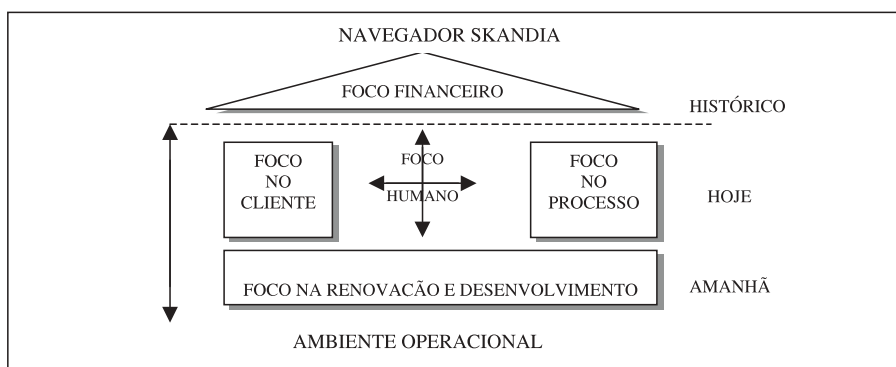 NAVEGADOR SKANDIA
FOCO FINANCEIRO
HISTÓRICO
FOCO
NO
CLIENTE
FOCO
HUMANO
FOCO
NO
PROCESSO
HOJE
FOCO NA RENOVACÃO E DESENVOLVIMENTO
AMANHÃ
AMBIENTE OPERACIONAL